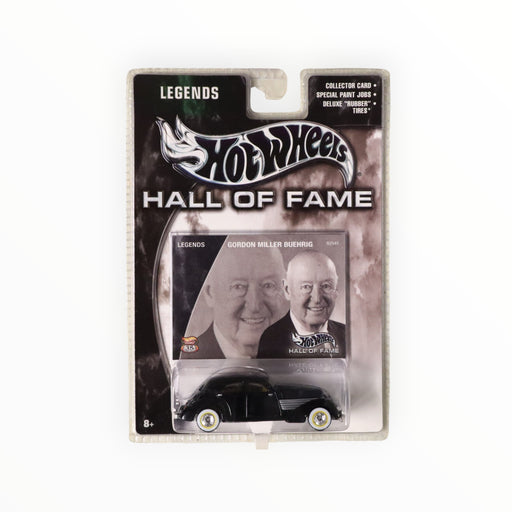 LEGENDS
COLLECTOR CARD •
SPECIAL PAINT JOBS •
DELUXE "RUBBER" •
TIRES
HOT WHEELS
HALL OF FAME
LEGENDS GORDON MILLER BUEHRIG
HOT WHEELS
HALL OF FAME
8+